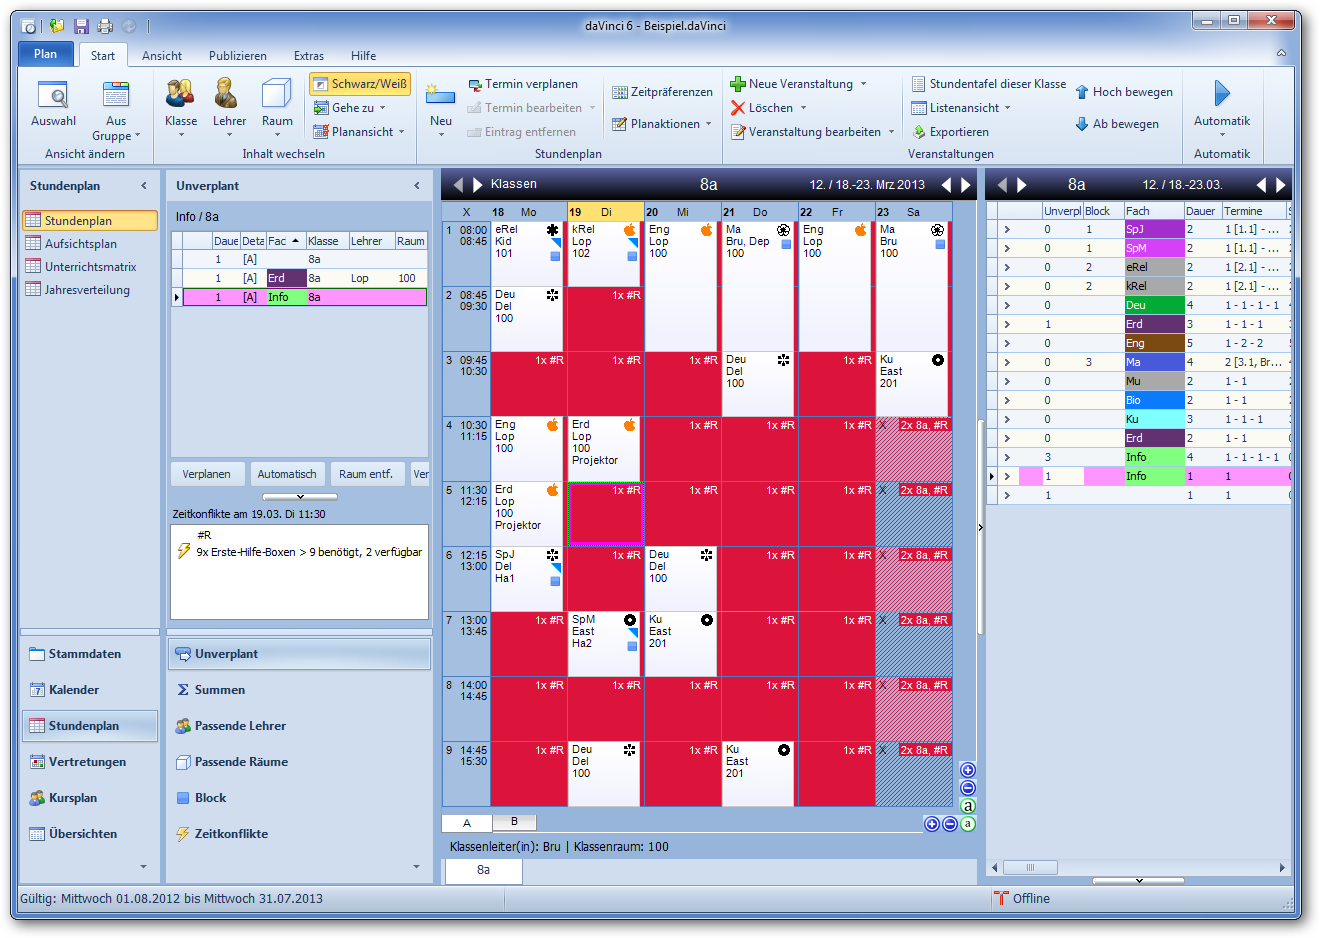 daVinci 6 - Beispiel.daVinci
Plan Start Ansicht Publizieren Extras Hilfe
Auswahl
Aus Gruppe
Ansicht ändern
Klasse
Lehrer
Raum
Schwarz/Weiß
Gehe zu
Planansicht
Inhalt wechseln
Neu
Termin verplanen
Termin bearbeiten
Eintrag entfernen
Zeitpräferenzen
Planaktionen
Stundenplan
Neue Veranstaltung
Löschen
Veranstaltung bearbeiten
Stundentafel dieser Klasse
Listenansicht
Exportieren
Hoch bewegen
Ab bewegen
Veranstaltungen
Automatik
Automatik
Stundenplan
Stundenplan
Aufsichtsplan
Unterrichtsmatrix
Jahresverteilung
Stammdaten
Kalender
Stundenplan
Vertretungen
Kursplan
Übersichten
Unverplant
Info / 8a
Daue Deta Fac Klasse Lehrer Raum
1 [A] 8a
1 [A] Erd 8a Lop 100
1 [A] Info 8a
Verplanen Automatisch Raum entf. Ver
Zeitkonflikte am 19.03. Di 11:30
#R
9x Erste-Hilfe-Boxen > 9 benötigt, 2 verfügbar
Unverplant
Summen
Passende Lehrer
Passende Räume
Block
Zeitkonflikte
Klassen 8a 12. / 18.-23. Mrz 2013
X 18 Mo 19 Di 20 Mi 21 Do 22 Fr 23 Sa
1 08:00 eRel kRel Eng Ma Eng Ma
08:45 Kid Lop Lop Bru, Dep Lop Bru
101 102 100 100 100 100
2 08:45 Deu 1x #R
09:30 Del
100
3 09:45 1x #R 1x #R 1x #R Deu 1x #R Ku
10:30 Del East
100 201
4 10:30 Eng Erd 1x #R 1x #R 1x #R X 2x 8a, #R
11:15 Lop Lop
100 100
Projektor
5 11:30 Erd 1x #R 1x #R 1x #R 1x #R X 2x 8a, #R
12:15 Lop
100
Projektor
6 12:15 SpJ 1x #R Deu 1x #R 1x #R X 2x 8a, #R
13:00 Del Del
Ha1 100
7 13:00 1x #R SpM Ku 1x #R 1x #R X 2x 8a, #R
13:45 East East
Ha2 201
8 14:00 1x #R 1x #R 1x #R 1x #R 1x #R X 2x 8a, #R
14:45
9 14:45 1x #R Deu 1x #R Ku 1x #R X 2x 8a, #R
15:30 Del East
100 201
a
a
A B
Klassenleiter(in): Bru | Klassenraum: 100
8a
8a 12. / 18.-23.03.
Unverpl Block Fach Dauer Termine
0 1 SpJ 2 1 [1.1] - ...
0 1 SpM 2 1 [1.1] - ...
0 2 eRel 2 1 [2.1] - ...
0 2 kRel 2 1 [2.1] - ...
0 Deu 4 1 - 1 - 1 - 1
1 Erd 3 1 - 1 - 1
0 Eng 5 1 - 2 - 2
0 3 Ma 4 2 [3.1, Br...
0 Mu 2 1 - 1
0 Bio 2 1 - 1
0 Ku 3 1 - 1 - 1
0 Erd 2 1 - 1
3 Info 4 1 - 1 - 1 - 1
1 Info 1 1
1 1 1
Gültig: Mittwoch 01.08.2012 bis Mittwoch 31.07.2013
Offline